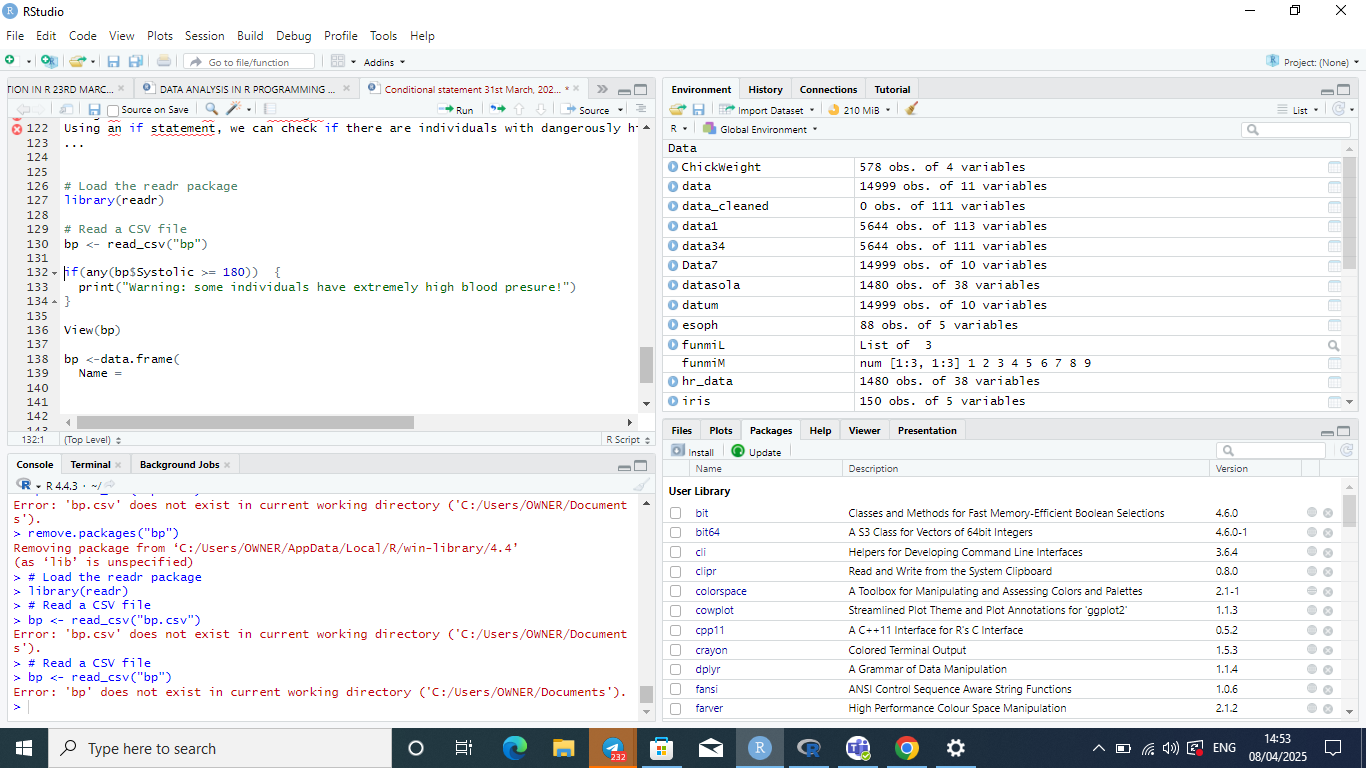 RStudio
File Edit Code View Plots Session Build Debug Profile Tools Help
Go to file/function Addins Project: (None)
TION IN R 23RD MARC... DATA ANALYSIS IN R PROGRAMMING ... Conditional statement 31st March, 202... *
Source on Save Run Source
122 Using an if statement, we can check if there are individuals with dangerously h
123 ...
124
125
126 # Load the readr package
127 library(readr)
128
129 # Read a CSV file
130 bp <- read_csv("bp")
131
132 if(any(bp$Systolic >= 180)) {
133 print("Warning: some individuals have extremely high blood presure!")
134 }
135
136 View(bp)
137
138 bp <-data.frame(
139 Name =
140
141
142
132:1 (Top Level) R Script
Console Terminal Background Jobs
R 4.4.3 · ~/
Error: 'bp.csv' does not exist in current working directory ('C:/Users/OWNER/Document
s').
> remove.packages("bp")
Removing package from ‘C:/Users/OWNER/AppData/Local/R/win-library/4.4’
(as ‘lib’ is unspecified)
> # Load the readr package
> library(readr)
> # Read a CSV file
> bp <- read_csv("bp.csv")
Error: 'bp.csv' does not exist in current working directory ('C:/Users/OWNER/Document
s').
> # Read a CSV file
> bp <- read_csv("bp")
Error: 'bp' does not exist in current working directory ('C:/Users/OWNER/Documents').
>
Environment History Connections Tutorial
Import Dataset 210 MiB List
R Global Environment
Data
ChickWeight 578 obs. of 4 variables
data 14999 obs. of 11 variables
data_cleaned 0 obs. of 111 variables
data1 5644 obs. of 113 variables
data34 5644 obs. of 111 variables
Data7 14999 obs. of 10 variables
datasola 1480 obs. of 38 variables
datum 14999 obs. of 10 variables
esoph 88 obs. of 5 variables
funmiL List of 3
funmiM num [1:3, 1:3] 1 2 3 4 5 6 7 8 9
hr_data 1480 obs. of 38 variables
iris 150 obs. of 5 variables
Files Plots Packages Help Viewer Presentation
Install Update
Name Description Version
User Library
bit Classes and Methods for Fast Memory-Efficient Boolean Selections 4.6.0
bit64 A S3 Class for Vectors of 64bit Integers 4.6.0-1
cli Helpers for Developing Command Line Interfaces 3.6.4
clipr Read and Write from the System Clipboard 0.8.0
colorspace A Toolbox for Manipulating and Assessing Colors and Palettes 2.1-1
cowplot Streamlined Plot Theme and Plot Annotations for 'ggplot2' 1.1.3
cpp11 A C++11 Interface for R's C Interface 0.5.2
crayon Colored Terminal Output 1.5.3
dplyr A Grammar of Data Manipulation 1.1.4
fansi ANSI Control Sequence Aware String Functions 1.0.6
farver High Performance Colour Space Manipulation 2.1.2
Type here to search 232 ENG 14:53
08/04/2025